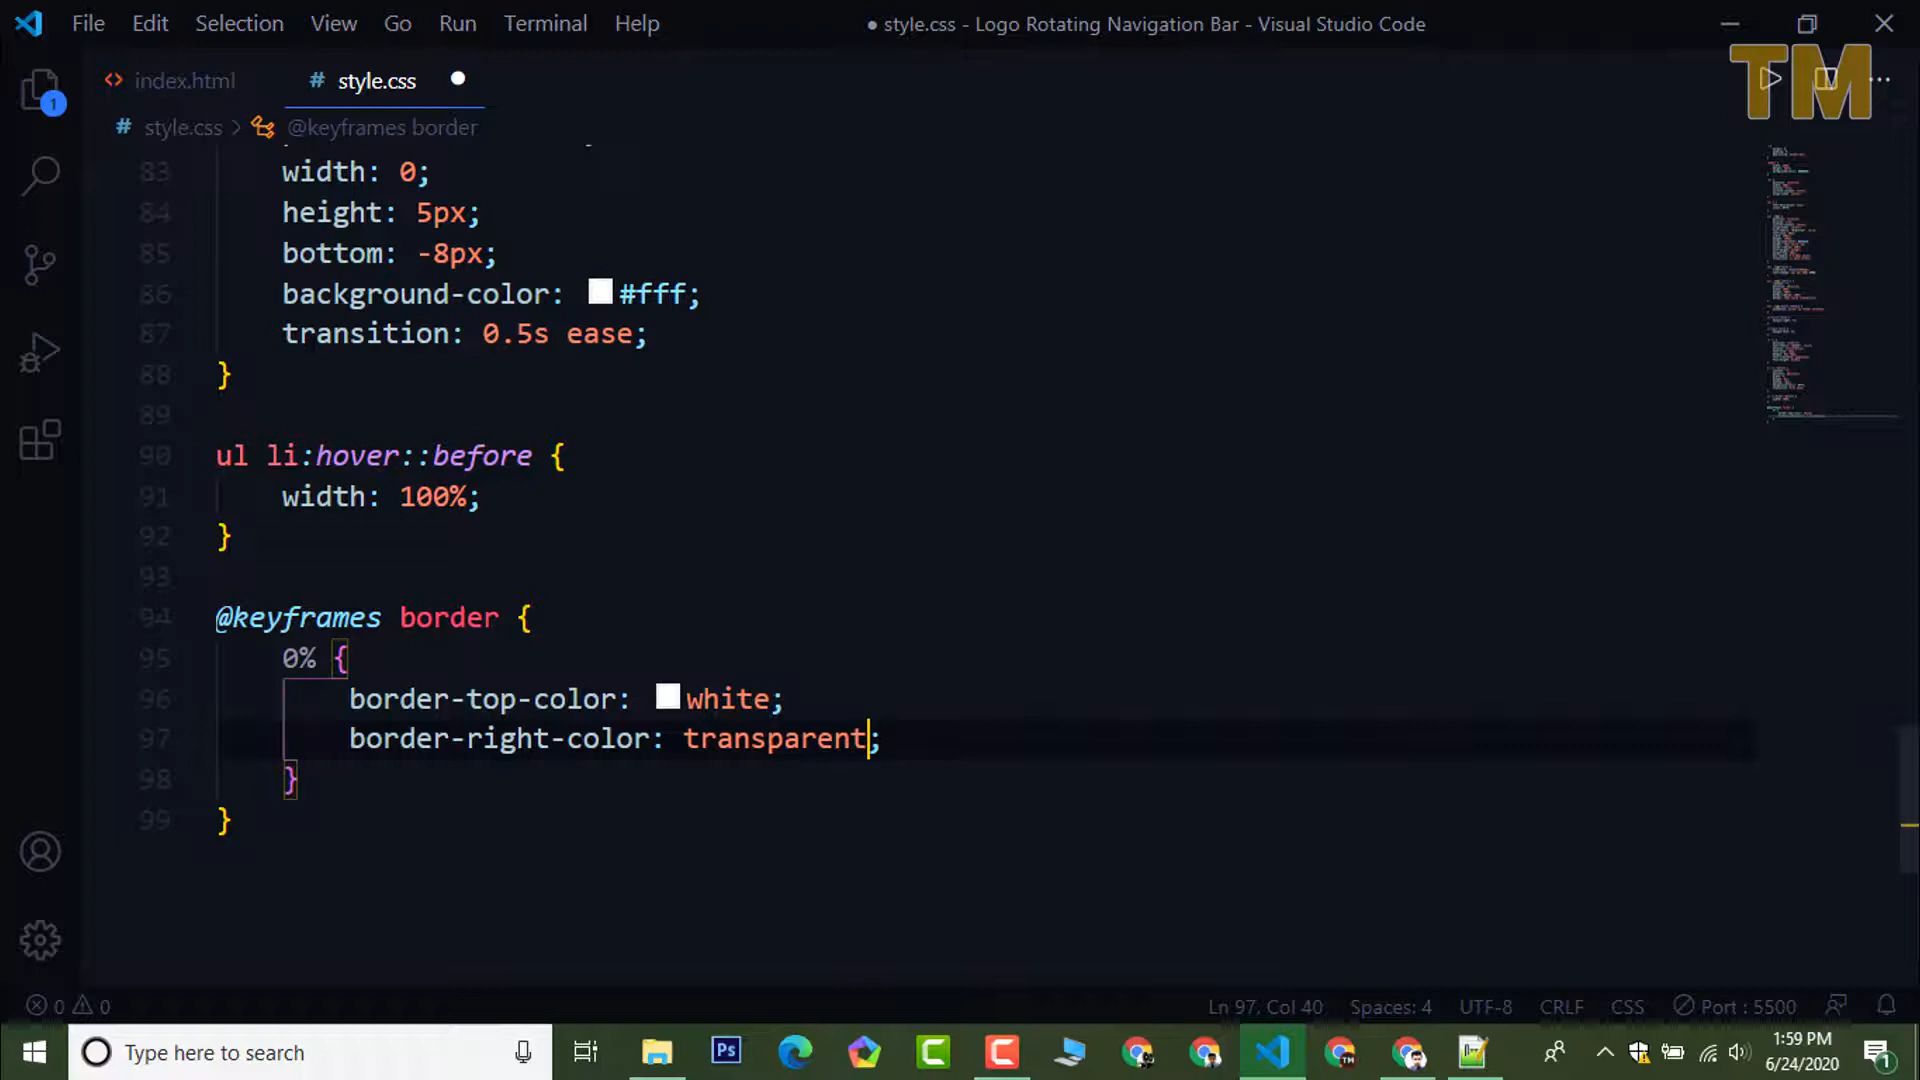 File Edit Selection View Go Run Terminal Help
● style.css - Logo Rotating Navigation Bar - Visual Studio Code
TM
<> index.html # style.css ●
# style.css > @keyframes border
1
83 width: 0;
84 height: 5px;
85 bottom: -8px;
86 background-color: #fff;
87 transition: 0.5s ease;
88 }
89
90 ul li:hover::before {
91 width: 100%;
92 }
93
94 @keyframes border {
95 0% {
96 border-top-color: white;
97 border-right-color: transparent;
98 }
99 }
0 0 Ln 97, Col 40 Spaces: 4 UTF-8 CRLF CSS Port : 5500
Type here to search
Ps
TM
1:59 PM
6/24/2020
1